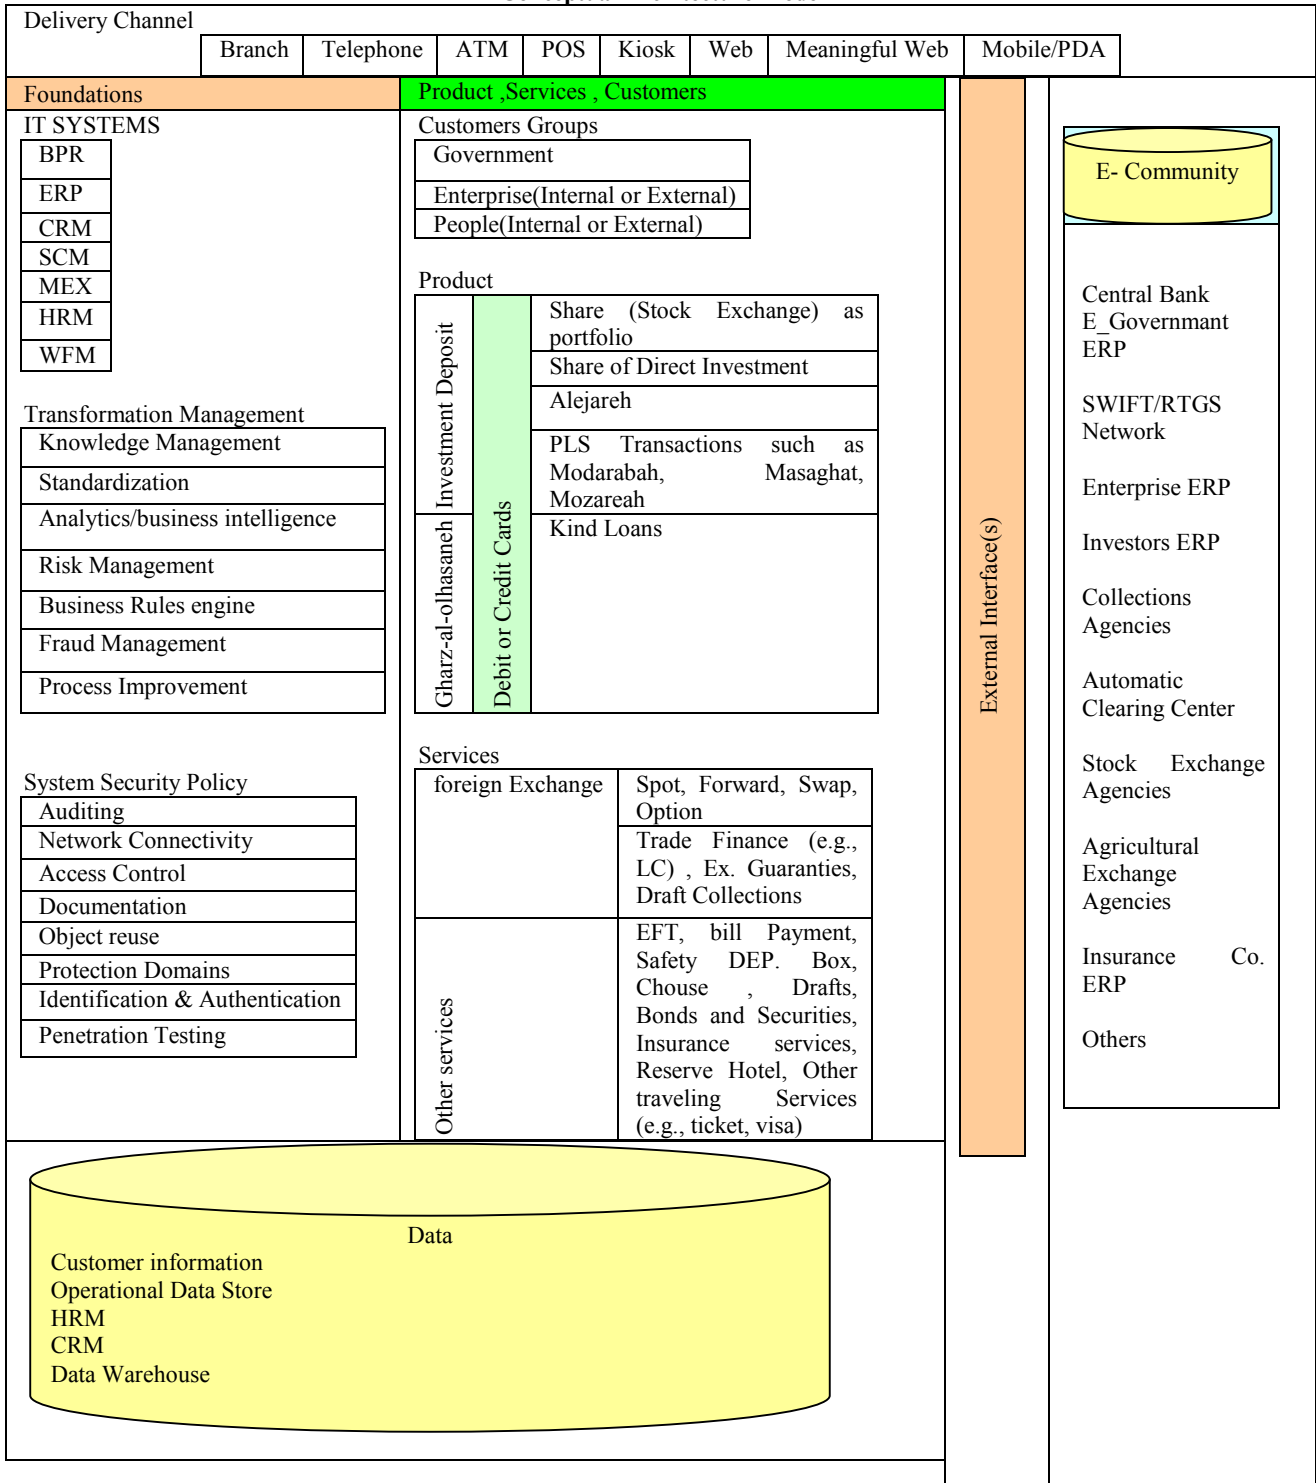 Delivery Channel
Branch Telephone ATM POS Kiosk Web Meaningful Web Mobile/PDA
Foundations
IT SYSTEMS
BPR
ERP
CRM
SCM
MEX
HRM
WFM
Transformation Management
Knowledge Management
Standardization
Analytics/business intelligence
Risk Management
Business Rules engine
Fraud Management
Process Improvement
System Security Policy
Auditing
Network Connectivity
Access Control
Documentation
Object reuse
Protection Domains
Identification & Authentication
Penetration Testing
Product ,Services , Customers
Customers Groups
Government
Enterprise(Internal or External)
People(Internal or External)
Product
Investment Deposit
Gharz-al-olhasaneh
Debit or Credit Cards
Share (Stock Exchange) as
portfolio
Share of Direct Investment
Alejareh
PLS Transactions such as
Modarabah, Masaghat,
Mozareah
Kind Loans
Services
foreign Exchange
Spot, Forward, Swap,
Option
Trade Finance (e.g.,
LC) , Ex. Guaranties,
Draft Collections
Other services
EFT, bill Payment,
Safety DEP. Box,
Chouse , Drafts,
Bonds and Securities,
Insurance services,
Reserve Hotel, Other
traveling Services
(e.g., ticket, visa)
External Interface(s)
E- Community
Central Bank
E_Governmant
ERP
SWIFT/RTGS
Network
Enterprise ERP
Investors ERP
Collections
Agencies
Automatic
Clearing Center
Stock Exchange
Agencies
Agricultural
Exchange
Agencies
Insurance Co.
ERP
Others
Data
Customer information
Operational Data Store
HRM
CRM
Data Warehouse